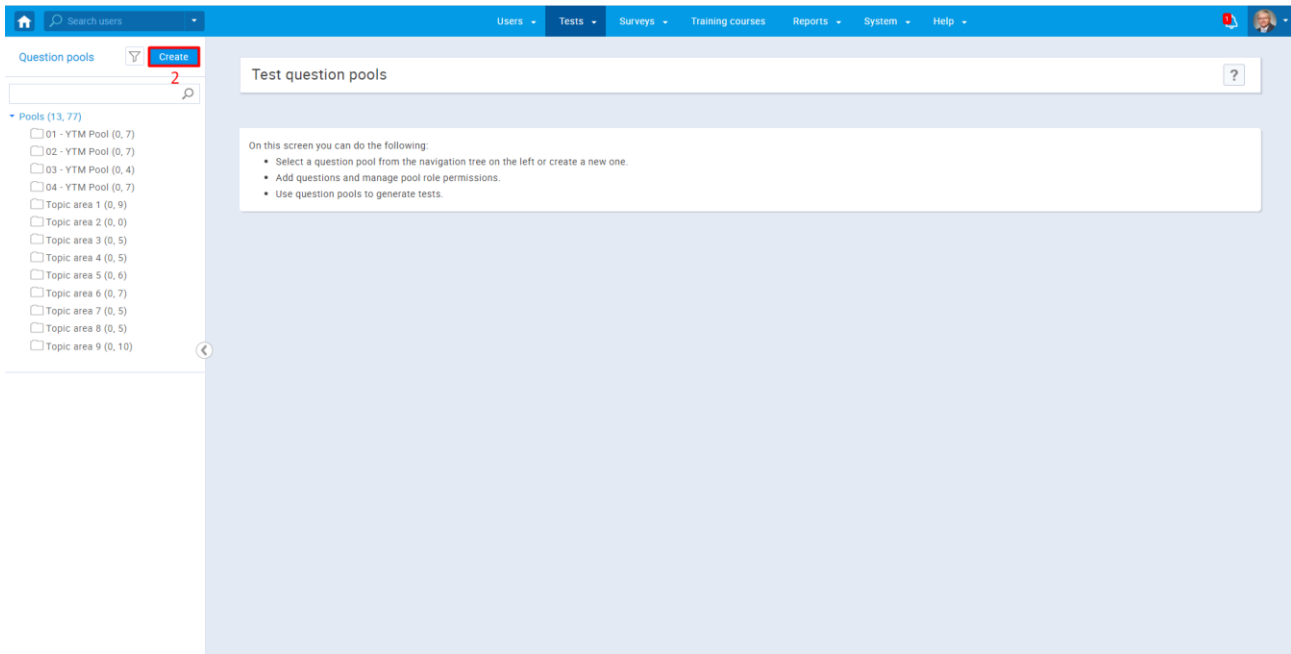 Search users
Users Tests Surveys Training courses Reports System Help 1
Question pools Create
2
Pools (13, 77)
01 - YTM Pool (0, 7)
02 - YTM Pool (0, 7)
03 - YTM Pool (0, 4)
04 - YTM Pool (0, 7)
Topic area 1 (0, 9)
Topic area 2 (0, 0)
Topic area 3 (0, 5)
Topic area 4 (0, 5)
Topic area 5 (0, 6)
Topic area 6 (0, 7)
Topic area 7 (0, 5)
Topic area 8 (0, 5)
Topic area 9 (0, 10)
Test question pools ?
On this screen you can do the following:
• Select a question pool from the navigation tree on the left or create a new one.
• Add questions and manage pool role permissions.
• Use question pools to generate tests.